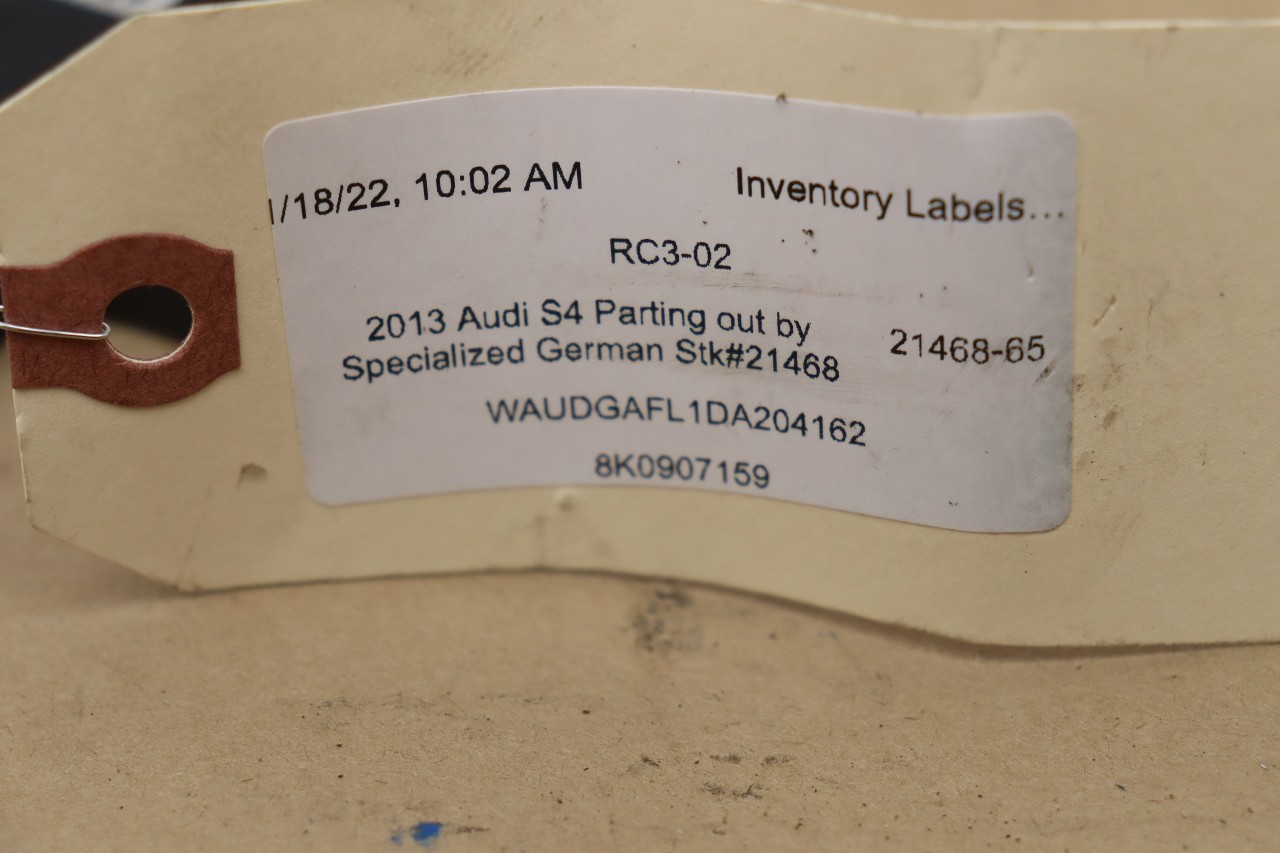 1/18/22, 10:02 AM
Inventory Labels...
RC3-02
2013 Audi S4 Parting out by
Specialized German Stk#21468
21468-65
WAUDGAFL1DA204162
8K0907159